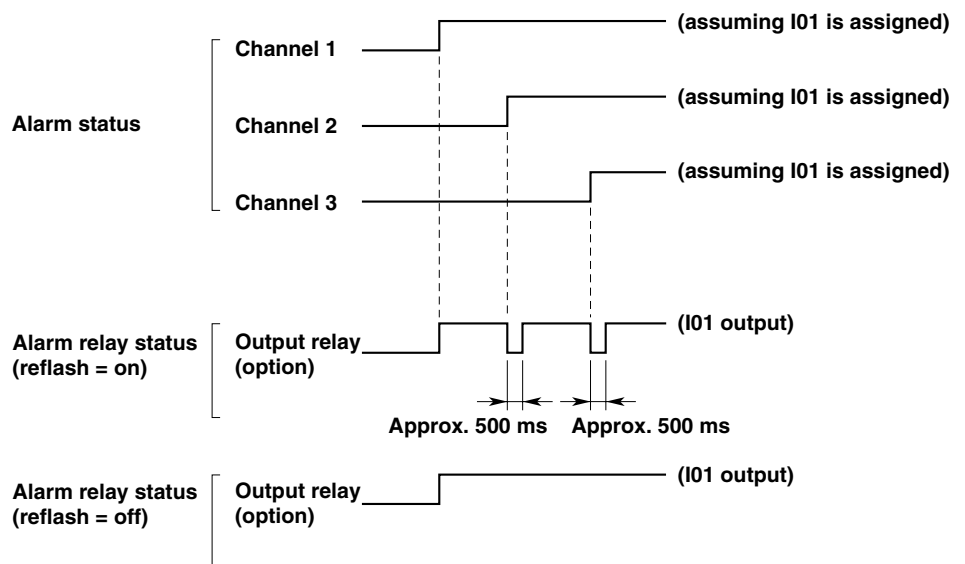 (assuming I01 is assigned)
Channel 1
(assuming I01 is assigned)
Alarm status
Channel 2
(assuming I01 is assigned)
Channel 3
Alarm relay status
(reflash = on)
Output relay
(option)
(I01 output)
Approx. 500 ms
Approx. 500 ms
Alarm relay status
(reflash = off)
Output relay
(option)
(I01 output)